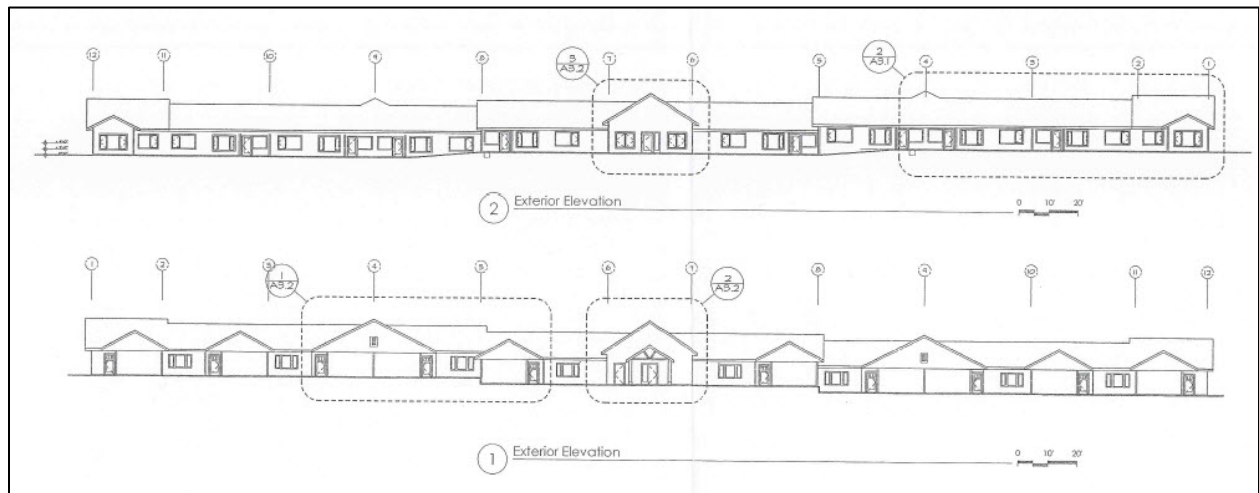 12 11 10 9 8 7 6 5 4 3 2 1
3
A3.2
2
A3.1
2 Exterior Elevation
0 10' 20'
1 2 3 4 5 6 7 8 9 10 11 12
1
A3.2
2
A3.2
1 Exterior Elevation
0 10' 20'